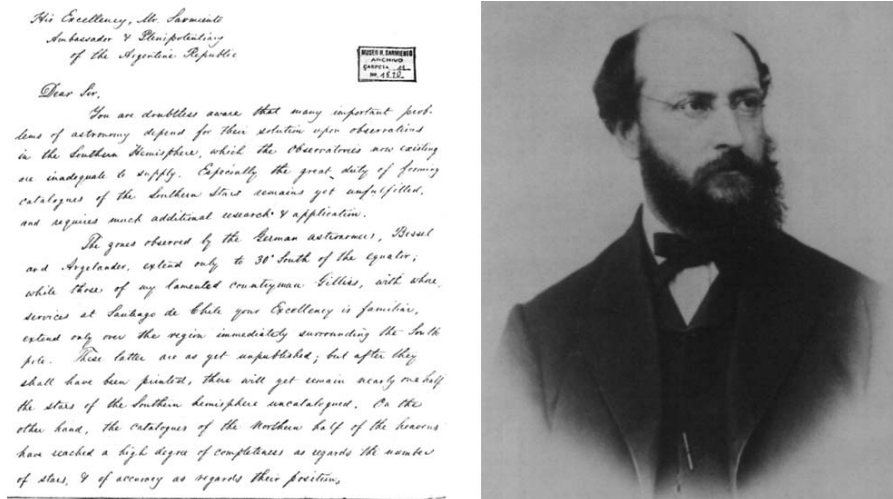 His Excellency, Mr. Sarmiento
Ambassador & Plenipotentiary
of the Argentine Republic
MUSEO H. SARMIENTO
ARCHIVO
CARPETA 11
No.
Dear Sir,
You are doubtless aware that many important prob-
lems of astronomy depend for their solution upon observations
in the Southern Hemisphere, which the Observatories now existing
are inadequate to supply. Especially the great duty of forming
catalogues of the Southern Stars remains yet unfulfilled,
and requires much additional research & application.
The zones observed by the German astronomers, Bessel
and Argelander, extend only to 30° South of the equator;
while those of my lamented countryman Gilliss, with whose
services at Santiago de Chile your Excellency is familiar,
extend only over the region immediately surrounding the South
pole. These latter are as yet unpublished; but after they
shall have been printed, there will yet remain nearly one half
the stars of the Southern hemisphere uncatalogued. On the
other hand, the catalogues of the Northern half of the heavens
have reached a high degree of completeness as regards the number
of stars, & of accuracy as regards their position,